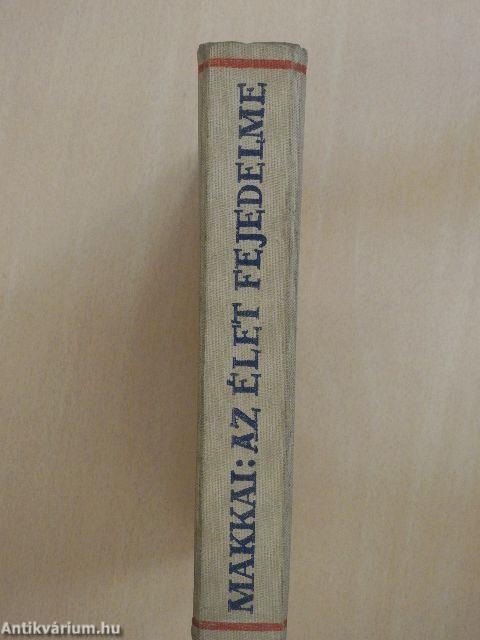 MAKKAI: AZ ÉLET FEJEDELME
Antikvárium.hu